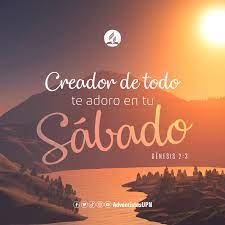 Creador de todo
te adoro en tu
Sábado
GÉNESIS 2:3
AdventistasUPN